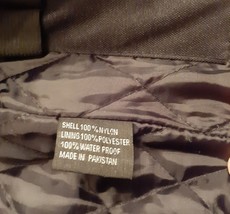 SHELL 100% NYLON
LINING 100% POLYESTER
100% WATER PROOF
MADE IN PAKISTAN